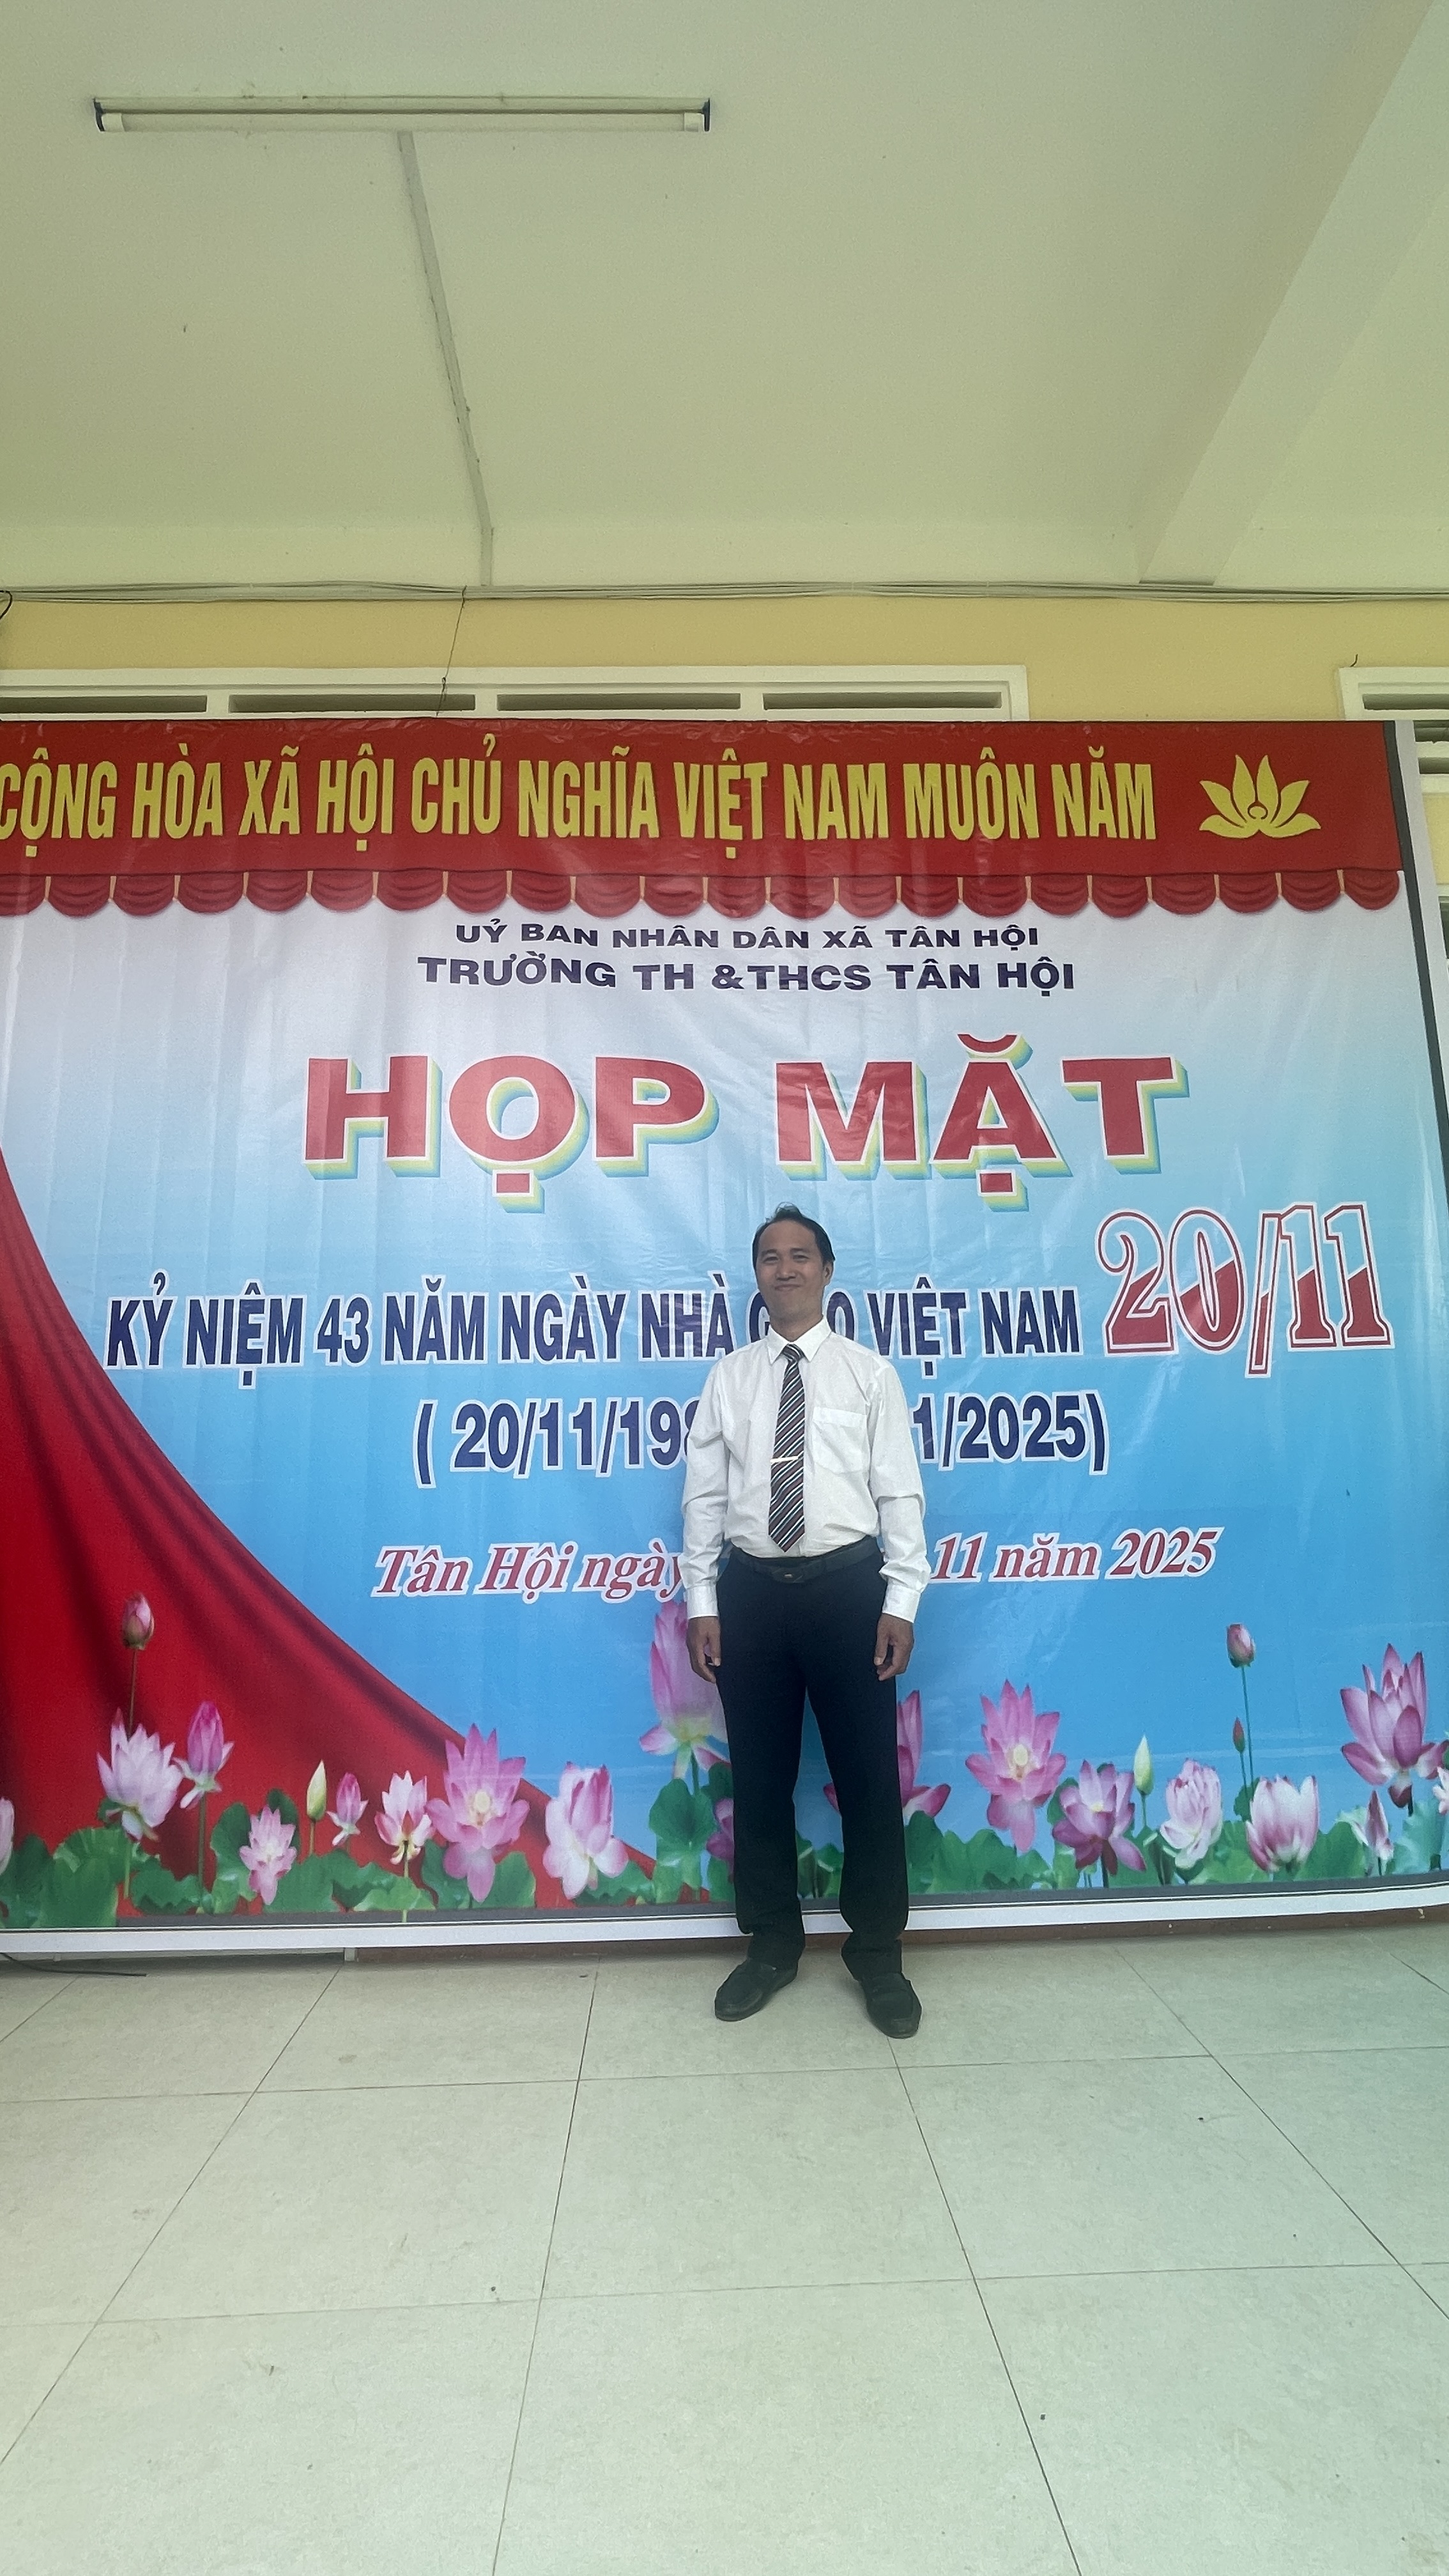 CỘNG HÒA XÃ HỘI CHỦ NGHĨA VIỆT NAM MUÔN NĂM
UỶ BAN NHÂN DÂN XÃ TÂN HỘI
TRƯỜNG TH &THCS TÂN HỘI
HỌP MẶT
KỶ NIỆM 43 NĂM NGÀY NHÀ VIỆT NAM 20/11
( 20/11/19 1/2025)
Tân Hội ngày 11 năm 2025